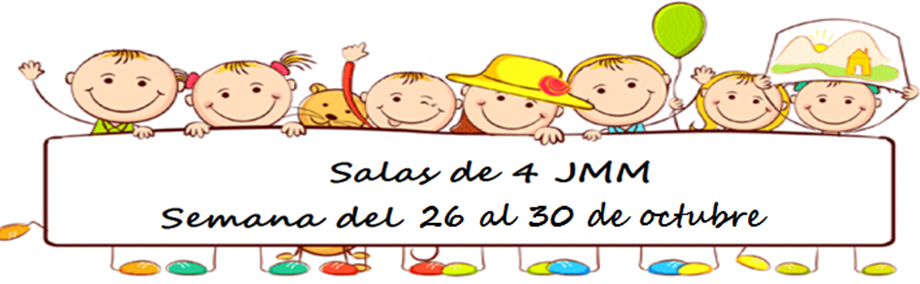 Salas de 4 JMM
Semana del 26 al 30 de octubre